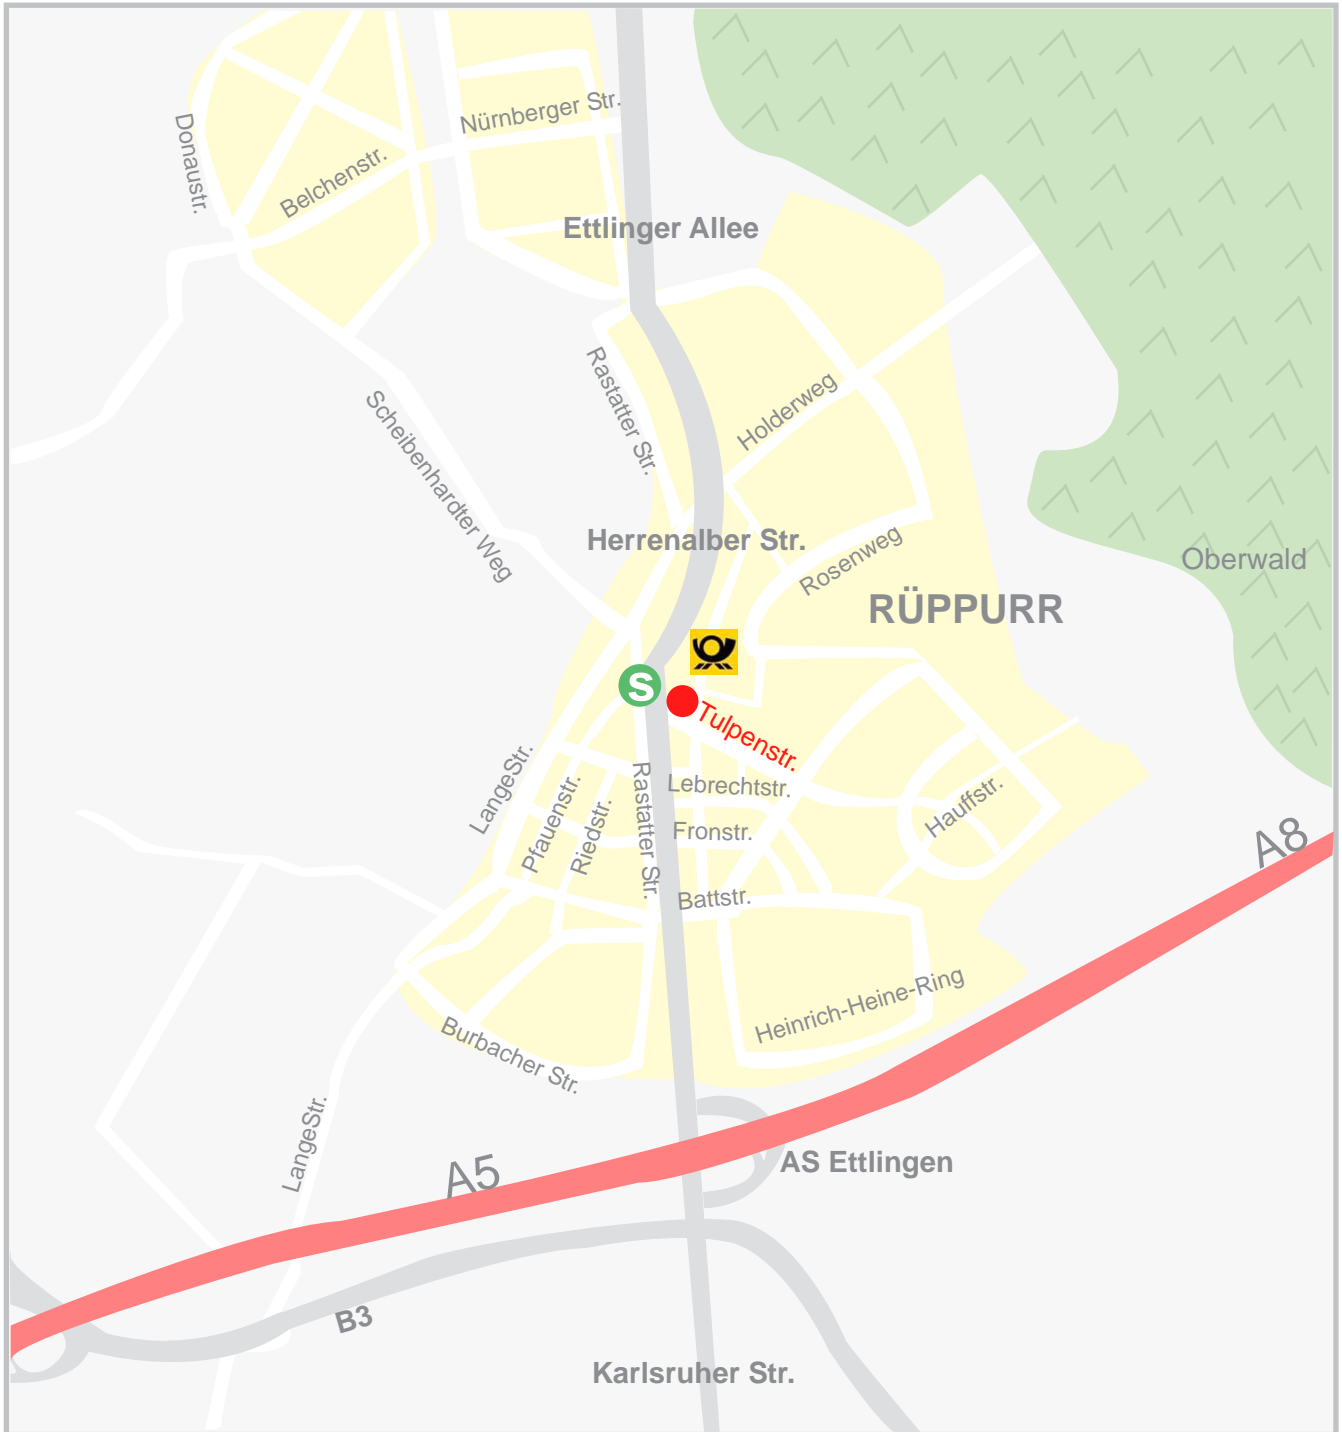 Donaustr.
Belchenstr.
Nürnberger Str.
Ettlinger Allee
Rastatter Str.
Holderweg
Scheibenhardter Weg
Herrenalber Str.
Rosenweg
Oberwald
RÜPPURR
S
Tulpenstr.
LangeStr.
Pfauenstr.
Riedstr.
Rastatter Str.
Lebrechtstr.
Hauffstr.
Fronstr.
A8
Battstr.
Heinrich-Heine-Ring
Burbacher Str.
LangeStr.
A5
AS Ettlingen
B3
Karlsruher Str.